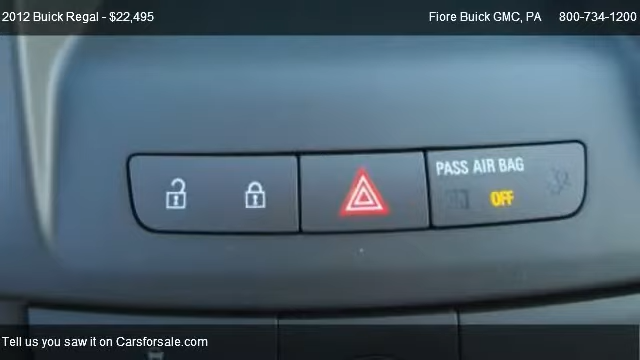 2012 Buick Regal - $22,495
Fiore Buick GMC, PA 800-734-1200
PASS AIR BAG
OFF
Tell us you saw it on Carsforsale.com